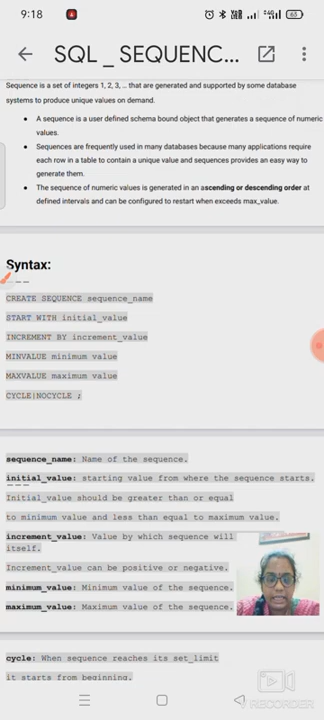 9:18
65
SQL _ SEQUENC...
Sequence is a set of integers 1, 2, 3, … that are generated and supported by some database
systems to produce unique values on demand.
● A sequence is a user defined schema bound object that generates a sequence of numeric
values.
● Sequences are frequently used in many databases because many applications require
each row in a table to contain a unique value and sequences provide an easy way to
generate them.
● The sequence of numeric values is generated in an ascending or descending order at
defined intervals and can be configured to restart when exceeds max_value.
Syntax:
CREATE SEQUENCE sequence_name
START WITH initial_value
INCREMENT BY increment_value
MINVALUE minimum value
MAXVALUE maximum value
CYCLE|NOCYCLE ;
sequence_name: Name of the sequence.
initial_value: starting value from where the sequence starts.
Initial_value should be greater than or equal
to minimum value and less than equal to maximum value.
increment_value: Value by which sequence will
itself.
Increment_value can be positive or negative.
minimum_value: Minimum value of the sequence.
maximum_value: Maximum value of the sequence.
cycle: When sequence reaches its set_limit
it starts from beginning.
RECORDER